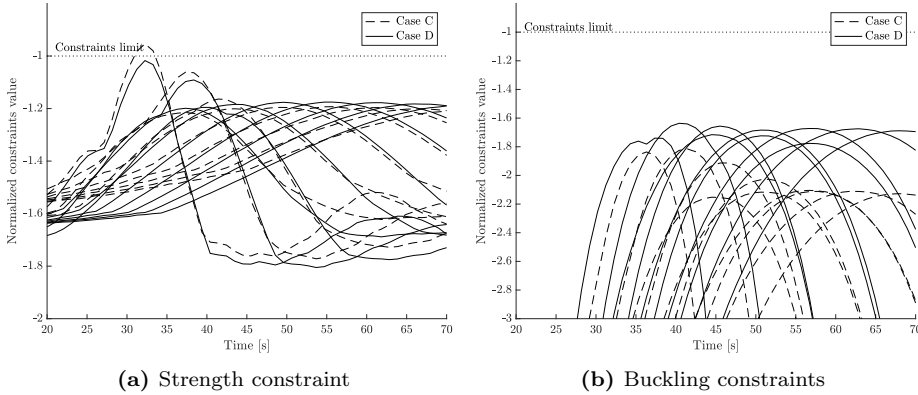 Case C
Case D
Constraints limit
-1
-1.2
-1.4
-1.6
-1.8
-2
Normalized constraints value
20 25 30 35 40 45 50 55 60 65 70
Time [s]
(a) Strength constraint
Case C
Case D
Constraints limit
-1
-1.2
-1.4
-1.6
-1.8
-2
-2.2
-2.4
-2.6
-2.8
-3
Normalized constraints value
20 25 30 35 40 45 50 55 60 65 70
Time [s]
(b) Buckling constraints